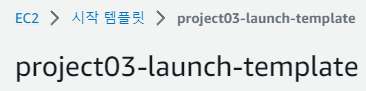 EC2 > 시작 템플릿 > project03-launch-template
project03-launch-template